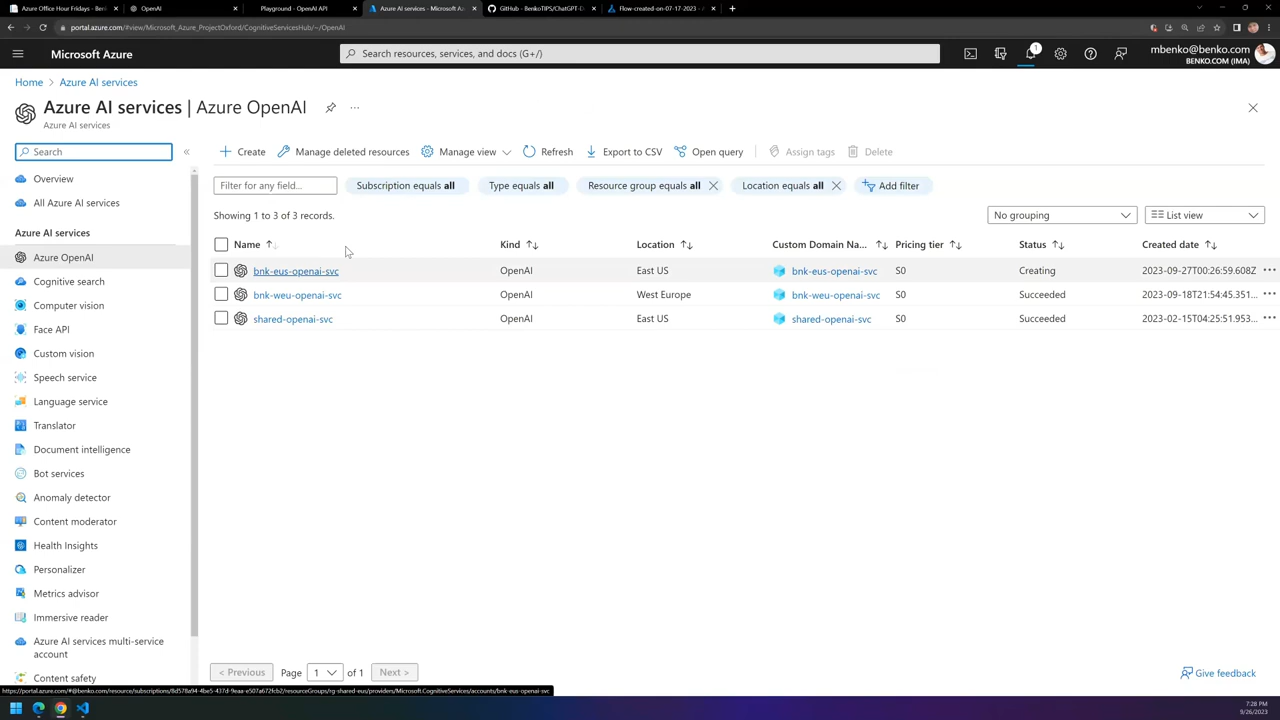 Azure Office Hour Fridays - Ben
OpenAI
Playground - OpenAI API
Azure AI services - Microsoft Az
GitHub - BenkoTIPS/ChatGPT-D
Flow-created-on-07-17-2023 - A
portal.azure.com/#view/Microsoft_Azure_ProjectOxford/CognitiveServicesHub/~/OpenAI
Microsoft Azure
Search resources, services, and docs (G+/)
1
mbenko@benko.com
BENKO.COM (IMA)
Home > Azure AI services
Azure AI services | Azure OpenAI
Azure AI services
Search
Overview
All Azure AI services
Azure AI services
Azure OpenAI
Cognitive search
Computer vision
Face API
Custom vision
Speech service
Language service
Translator
Document intelligence
Bot services
Anomaly detector
Content moderator
Health Insights
Personalizer
Metrics advisor
Immersive reader
Azure AI services multi-service
account
Content safety
Create
Manage deleted resources
Manage view
Refresh
Export to CSV
Open query
Assign tags
Delete
Filter for any field...
Subscription equals all
Type equals all
Resource group equals all
Location equals all
Add filter
Showing 1 to 3 of 3 records.
No grouping
List view
Name Kind Location Custom Domain Na... Pricing tier Status Created date
bnk-eus-openai-svc OpenAI East US bnk-eus-openai-svc S0 Creating 2023-09-27T00:26:59.608Z
bnk-weu-openai-svc OpenAI West Europe bnk-weu-openai-svc S0 Succeeded 2023-09-18T21:54:45.351...
shared-openai-svc OpenAI East US shared-openai-svc S0 Succeeded 2023-02-15T04:25:51.953...
< Previous Page 1 of 1 Next >
Give feedback
https://portal.azure.com/#@benko.com/resource/subscriptions/8d578a94-4be5-437d-9eaa-e507a672fcb2/resourceGroups/rg-shared-eus/providers/Microsoft.CognitiveServices/accounts/bnk-eus-openai-svc
7:28 PM
9/26/2023